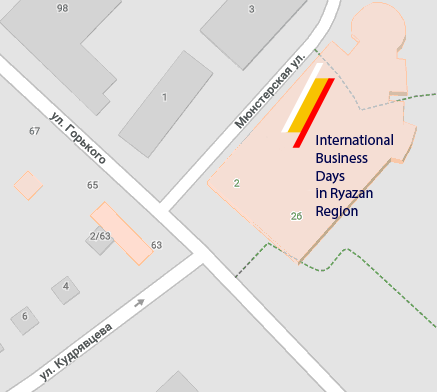 98
3
1
Мюнстерская ул.
ул. Горького
67
65
International
Business
Days
in Ryazan
Region
2
26
2/63
63
4
6
ул. Кудрявцева